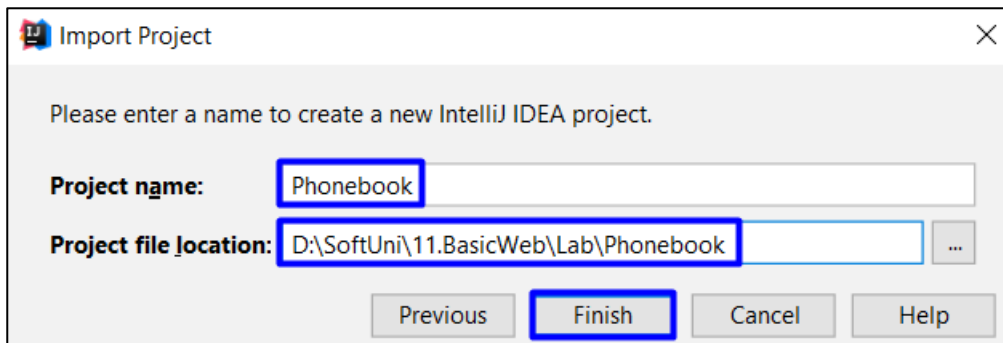 IJ Import Project
Please enter a name to create a new IntelliJ IDEA project.
Project name: Phonebook
Project file location: D:\SoftUni\11.BasicWeb\Lab\Phonebook ...
Previous Finish Cancel Help